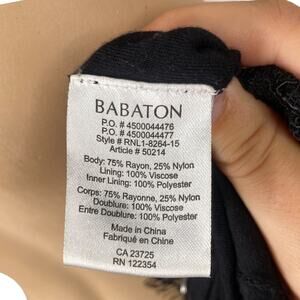 BABATON
P.O. # 4500044476
P.O. # 4500044477
Style # RNL1-8264-15
Article # 50214
Body: 75% Rayon, 25% Nylon
Lining: 100% Viscose
Inner Lining: 100% Polyester
Corps: 75% Rayonne, 25% Nylon
Doublure: 100% Viscose
Entre Doublure: 100% Polyester
Made in China
Fabriqué en Chine
CA 23725
RN 122354